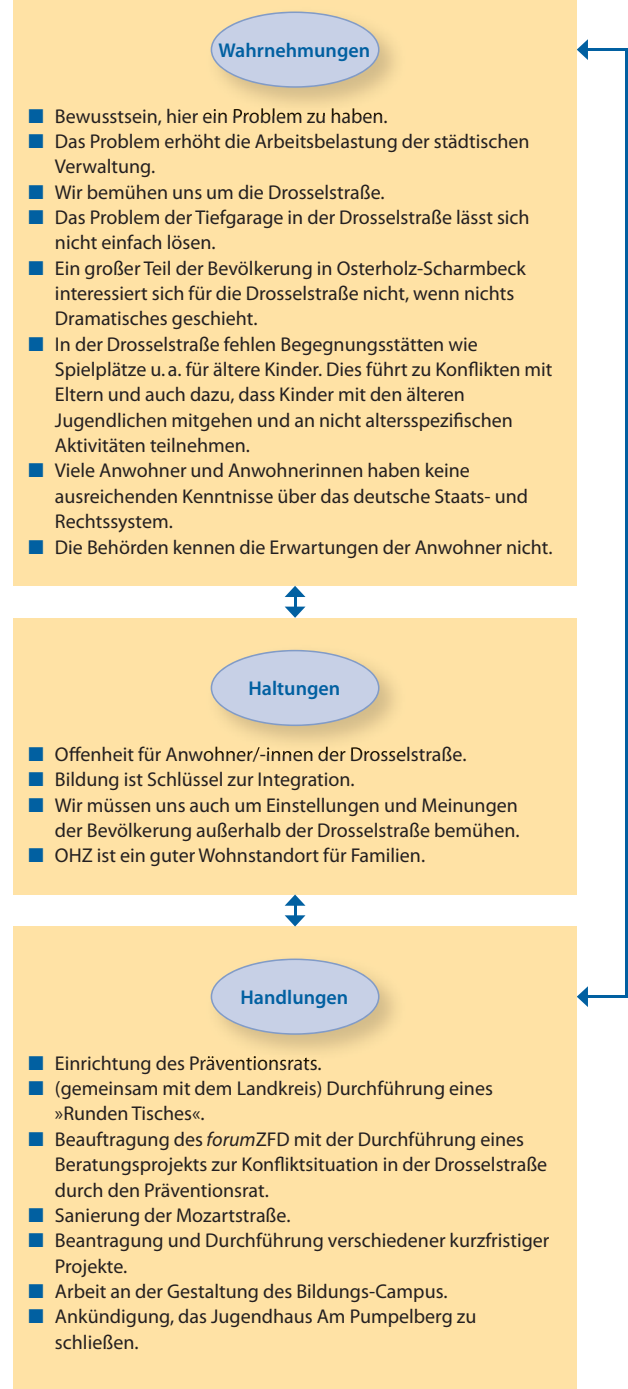 Wahrnehmungen
■ Bewusstsein, hier ein Problem zu haben.
■ Das Problem erhöht die Arbeitsbelastung der städtischen
Verwaltung.
■ Wir bemühen uns um die Drosselstraße.
■ Das Problem der Tiefgarage in der Drosselstraße lässt sich
nicht einfach lösen.
■ Ein großer Teil der Bevölkerung in Osterholz-Scharmbeck
interessiert sich für die Drosselstraße nicht, wenn nichts
Dramatisches geschieht.
■ In der Drosselstraße fehlen Begegnungsstätten wie
Spielplätze u. a. für ältere Kinder. Dies führt zu Konflikten mit
Eltern und auch dazu, dass Kinder mit den älteren
Jugendlichen mitgehen und an nicht altersspezifischen
Aktivitäten teilnehmen.
■ Viele Anwohner und Anwohnerinnen haben keine
ausreichenden Kenntnisse über das deutsche Staats- und
Rechtssystem.
■ Die Behörden kennen die Erwartungen der Anwohner nicht.
Haltungen
■ Offenheit für Anwohner/-innen der Drosselstraße.
■ Bildung ist Schlüssel zur Integration.
■ Wir müssen uns auch um Einstellungen und Meinungen
der Bevölkerung außerhalb der Drosselstraße bemühen.
■ OHZ ist ein guter Wohnstandort für Familien.
Handlungen
■ Einrichtung des Präventionsrats.
■ (gemeinsam mit dem Landkreis) Durchführung eines
»Runden Tisches«.
■ Beauftragung des forumZFD mit der Durchführung eines
Beratungsprojekts zur Konfliktsituation in der Drosselstraße
durch den Präventionsrat.
■ Sanierung der Mozartstraße.
■ Beantragung und Durchführung verschiedener kurzfristiger
Projekte.
■ Arbeit an der Gestaltung des Bildungs-Campus.
■ Ankündigung, das Jugendhaus Am Pumpelberg zu
schließen.